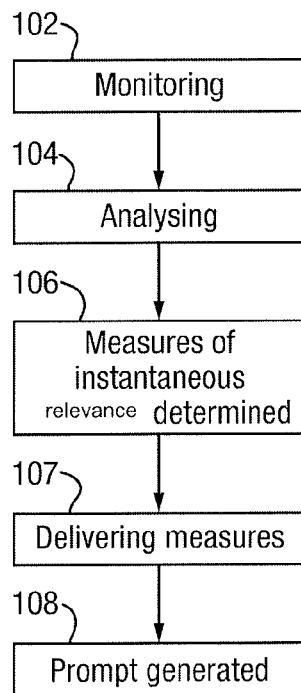 102
Monitoring
104
Analysing
106
Measures of
instantaneous
relevance determined
107
Delivering measures
108
Prompt generated